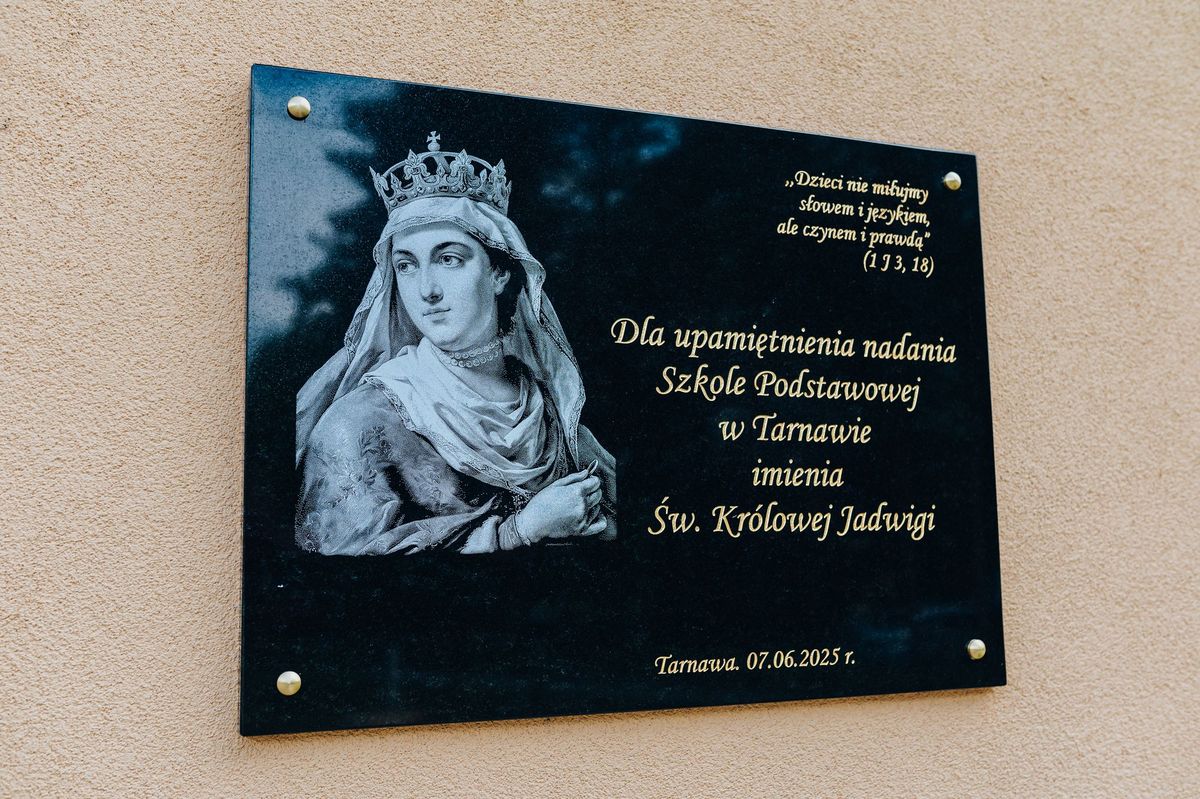 ,,Dzieci nie miłujmy
słowem i językiem,
ale czynem i prawdą"
(1 J 3, 18)
Dla upamiętnienia nadania
Szkole Podstawowej
w Tarnawie
imienia
Św. Królowej Jadwigi
Tarnawa. 07.06.2025 r.